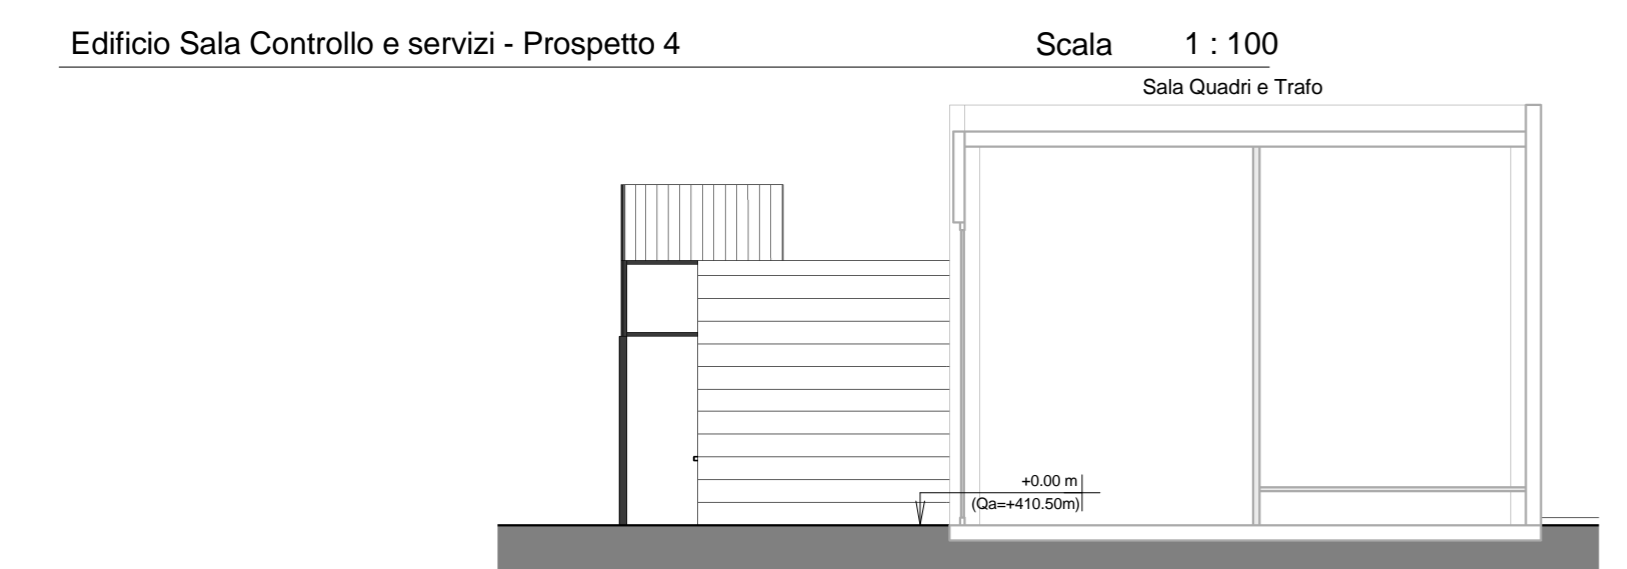 Edificio Sala Controllo e servizi - Prospetto 4 Scala 1 : 100
Sala Quadri e Trafo
+0.00 m
(Qa=+410.50m)